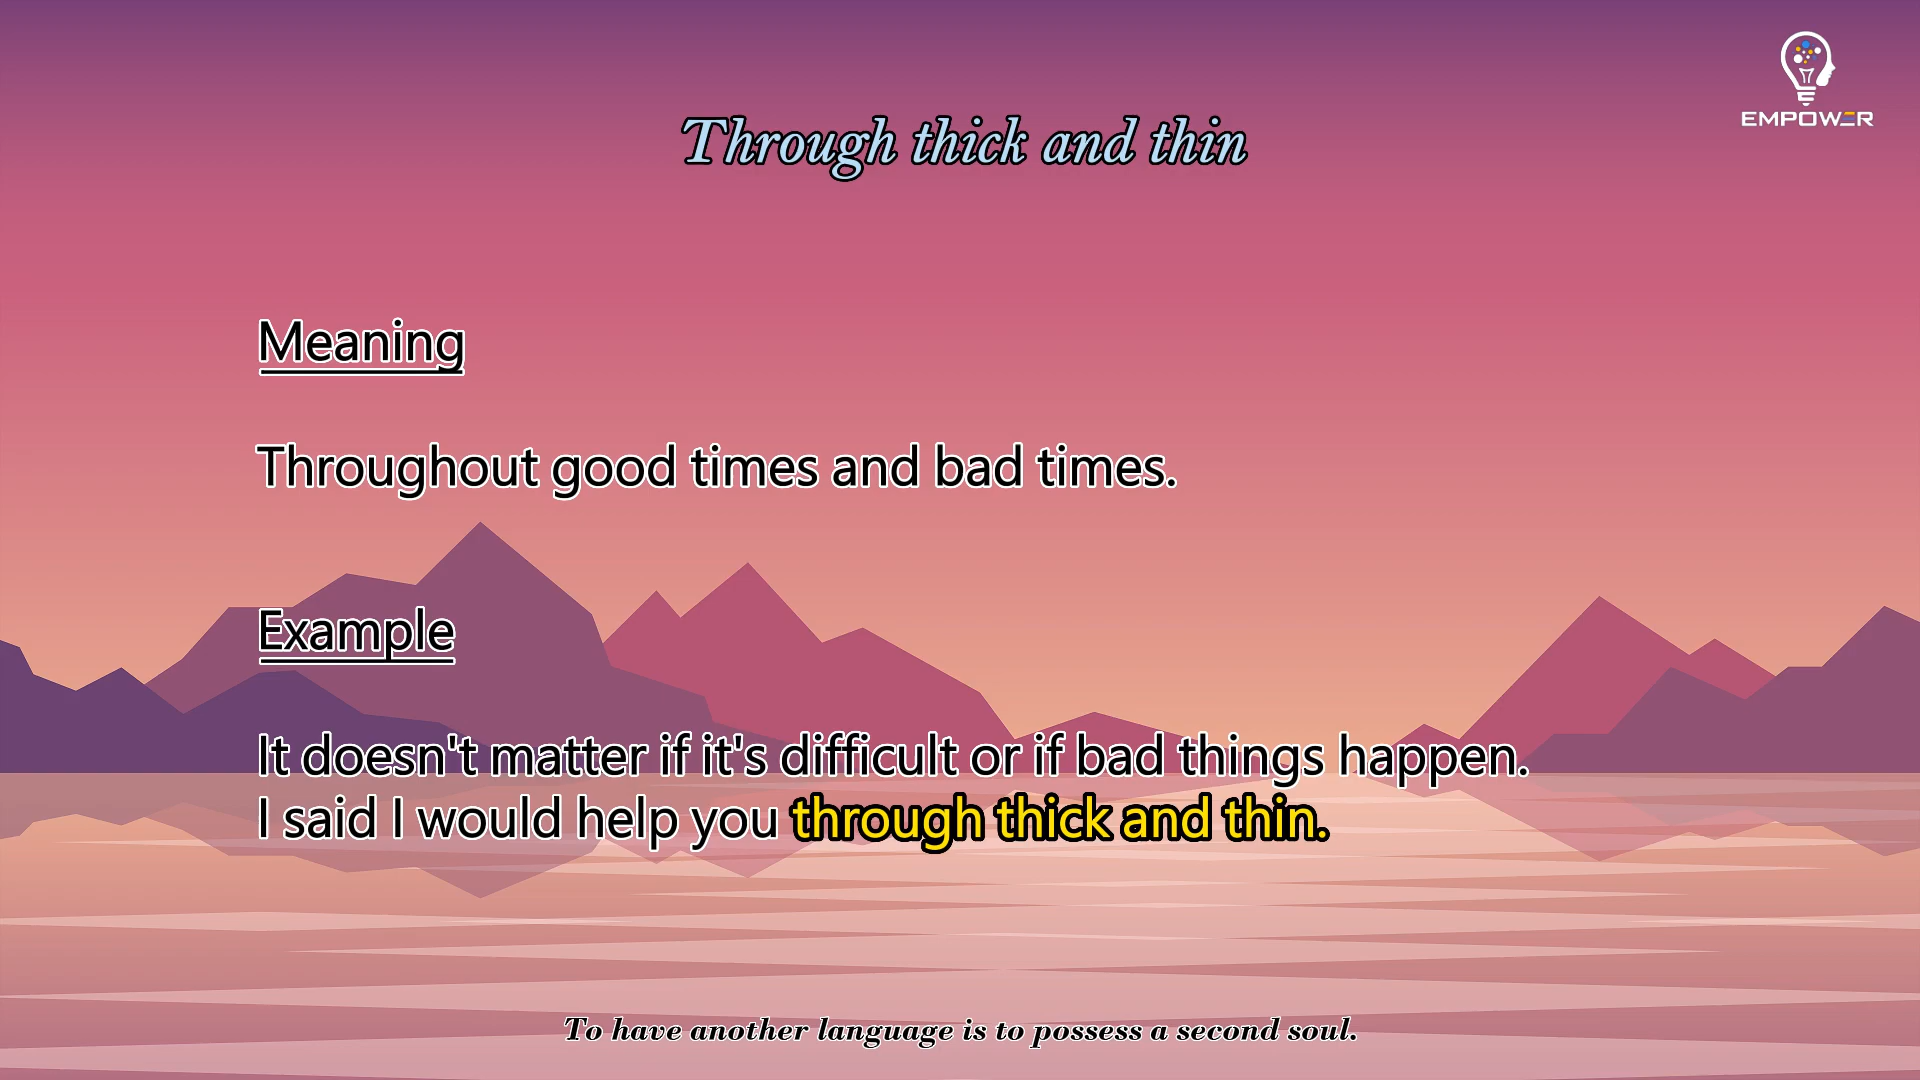 EMPOWER
Through thick and thin
Meaning
Throughout good times and bad times.
Example
It doesn't matter if it's difficult or if bad things happen.
I said I would help you through thick and thin.
To have another language is to possess a second soul.